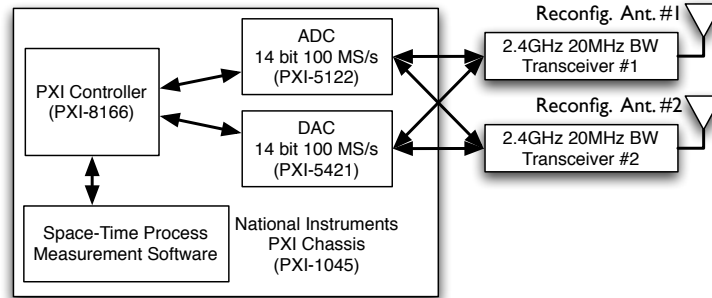 Reconfig. Ant. #1
ADC
14 bit 100 MS/s
(PXI-5122)
2.4GHz 20MHz BW
Transceiver #1
PXI Controller
(PXI-8166)
Reconfig. Ant. #2
DAC
14 bit 100 MS/s
(PXI-5421)
2.4GHz 20MHz BW
Transceiver #2
Space-Time Process
Measurement Software
National Instruments
PXI Chassis
(PXI-1045)